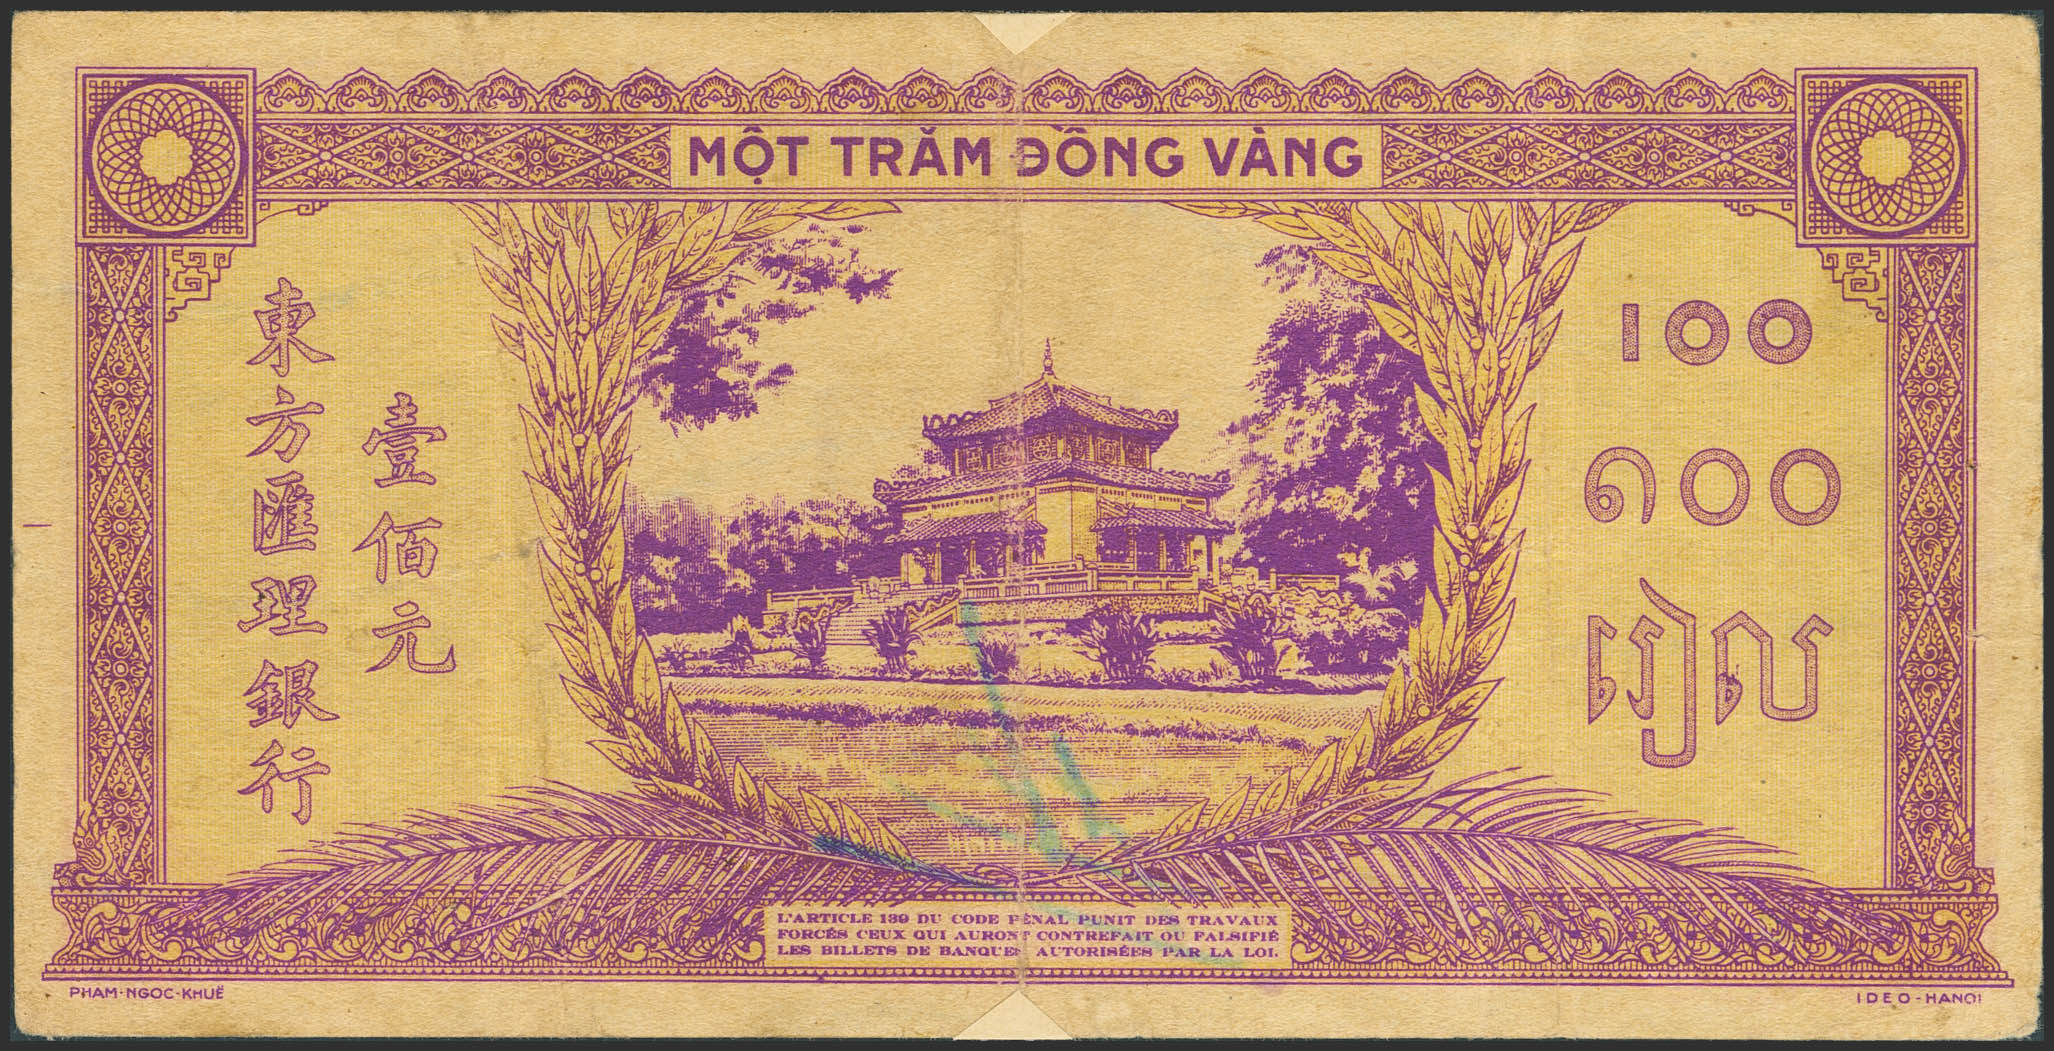 MỘT TRĂM ĐỒNG VÀNG
東方匯理銀行
壹佰元
100
១០០
រៀល
L'ARTICLE 139 DU CODE PÉNAL PUNIT DES TRAVAUX
FORCÉS CEUX QUI AURONT CONTREFAIT OU FALSIFIÉ
LES BILLETS DE BANQUES AUTORISÉES PAR LA LOI.
PHAM-NGOC-KHUÊ
IDEO-HANOI